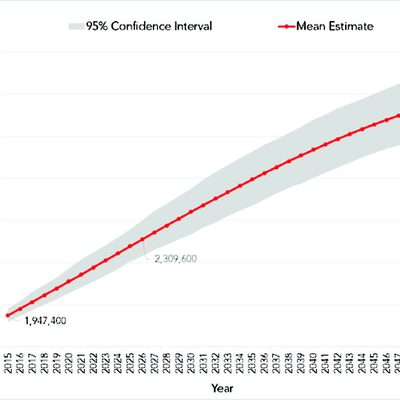 95% Confidence Interval Mean Estimate
2,309,600
1,947,400
2015 2016 2017 2018 2019 2020 2021 2022 2023 2024 2025 2026 2027 2028 2029 2030 2031 2032 2033 2034 2035 2036 2037 2038 2039 2040 2041 2042 2043 2044 2045 2046 2047
Year